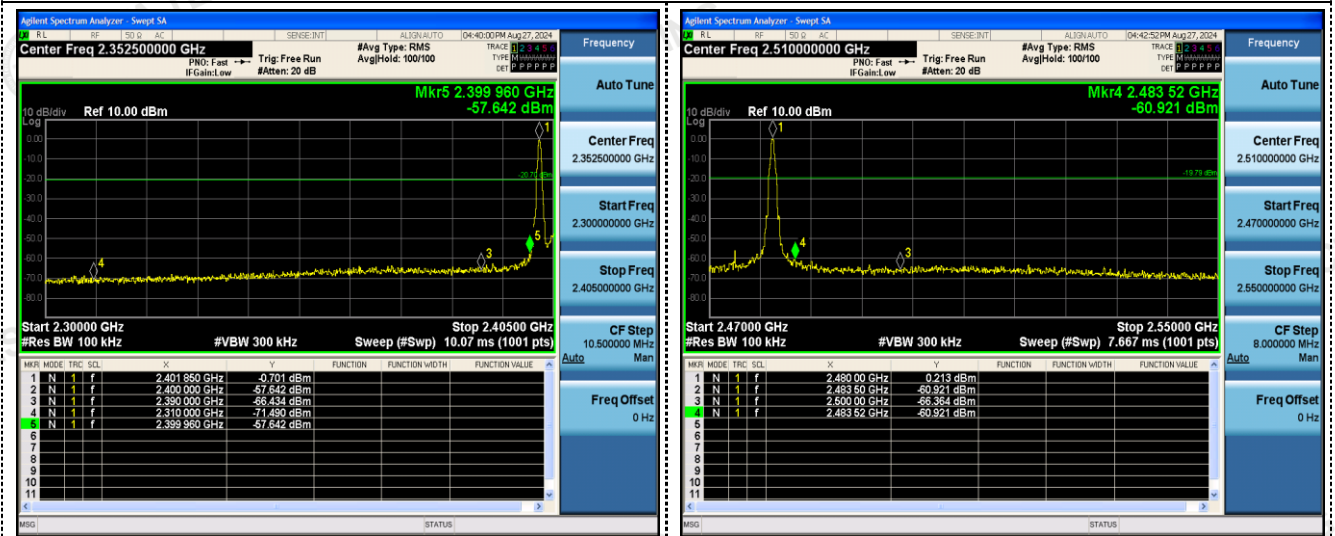 Agilent Spectrum Analyzer - Swept SA
RL RF 50 Ω AC SENSE:INT ALIGNAUTO 04:40:00 PM Aug 27, 2024
Center Freq 2.352500000 GHz
#Avg Type: RMS
Avg|Hold: 100/100
PNO: Fast
IFGain:Low
Trig: Free Run
#Atten: 20 dB
TRACE 1 2 3 4 5 6
TYPE M
DET P P P P P P
Mkr5 2.399 960 GHz
-57.642 dBm
10 dB/div Ref 10.00 dBm
Log
0.00
-10.0
-20.0
-30.0
-40.0
-50.0
-60.0
-70.0
-80.0
1
5
3
4
Start 2.30000 GHz Stop 2.40500 GHz
#Res BW 100 kHz #VBW 300 kHz Sweep (#Swp) 10.07 ms (1001 pts)
MKR MODE TRC SCL X Y FUNCTION FUNCTION WIDTH FUNCTION VALUE
1 N 1 f 2.401 850 GHz -0.701 dBm
2 N 1 f 2.400 000 GHz -57.642 dBm
3 N 1 f 2.390 000 GHz -66.434 dBm
4 N 1 f 2.310 000 GHz -71.490 dBm
5 N 1 f 2.399 960 GHz -57.642 dBm
6
7
8
9
10
11
MSG STATUS
Frequency
Auto Tune
Center Freq
2.352500000 GHz
Start Freq
2.300000000 GHz
Stop Freq
2.405000000 GHz
CF Step
10.500000 MHz
Auto Man
Freq Offset
0 Hz
Agilent Spectrum Analyzer - Swept SA
RL RF 50 Ω AC SENSE:INT ALIGNAUTO 04:42:52 PM Aug 27, 2024
Center Freq 2.510000000 GHz
#Avg Type: RMS
Avg|Hold: 100/100
PNO: Fast
IFGain:Low
Trig: Free Run
#Atten: 20 dB
TRACE 1 2 3 4 5 6
TYPE M
DET P P P P P P
Mkr4 2.483 52 GHz
-60.921 dBm
10 dB/div Ref 10.00 dBm
Log
0.00
-10.0
-20.0
-30.0
-40.0
-50.0
-60.0
-70.0
-80.0
1
-19.79 dBm
4
3
Start 2.47000 GHz Stop 2.55000 GHz
#Res BW 100 kHz #VBW 300 kHz Sweep (#Swp) 7.667 ms (1001 pts)
MKR MODE TRC SCL X Y FUNCTION FUNCTION WIDTH FUNCTION VALUE
1 N 1 f 2.480 00 GHz 0.213 dBm
2 N 1 f 2.483 50 GHz -60.921 dBm
3 N 1 f 2.500 00 GHz -66.364 dBm
4 N 1 f 2.483 52 GHz -60.921 dBm
5
6
7
8
9
10
11
MSG STATUS
Frequency
Auto Tune
Center Freq
2.510000000 GHz
Start Freq
2.470000000 GHz
Stop Freq
2.550000000 GHz
CF Step
8.000000 MHz
Auto Man
Freq Offset
0 Hz